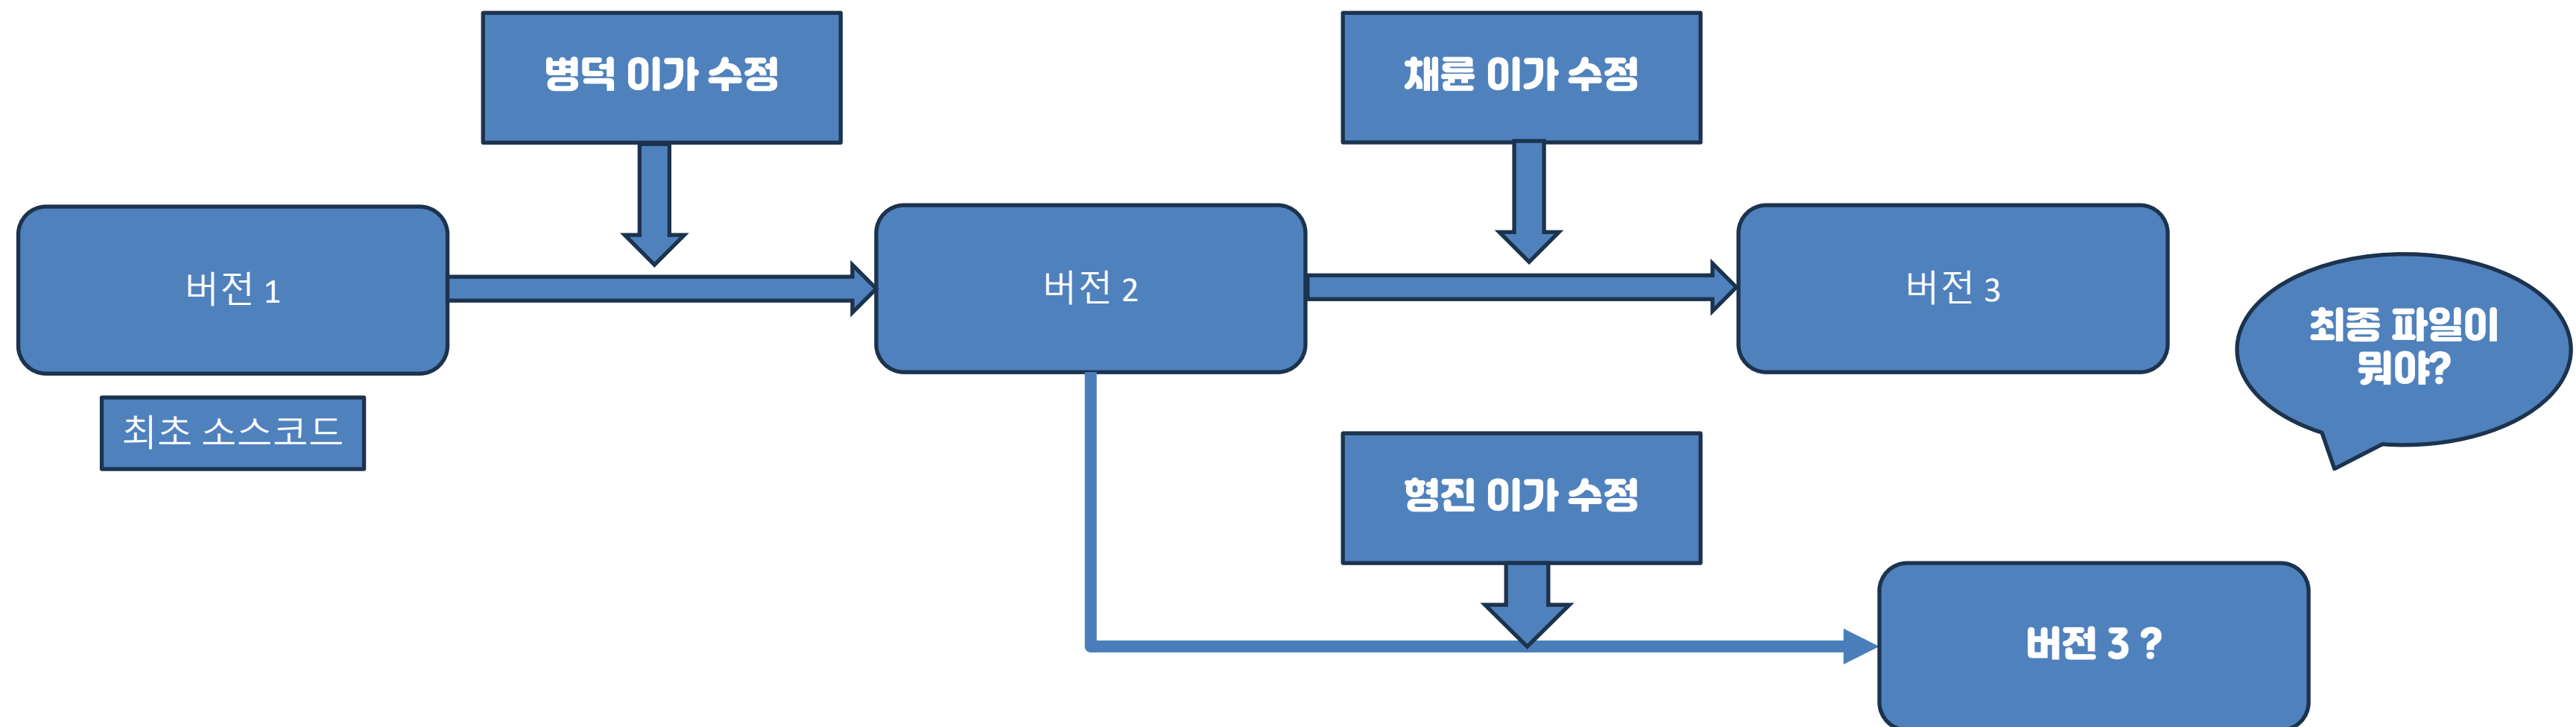 병덕 이가 수정
채륜 이가 수정
버전 1
버전 2
버전 3
최종 파일이
뭐야?
최초 소스코드
형진 이가 수정
버전 3 ?